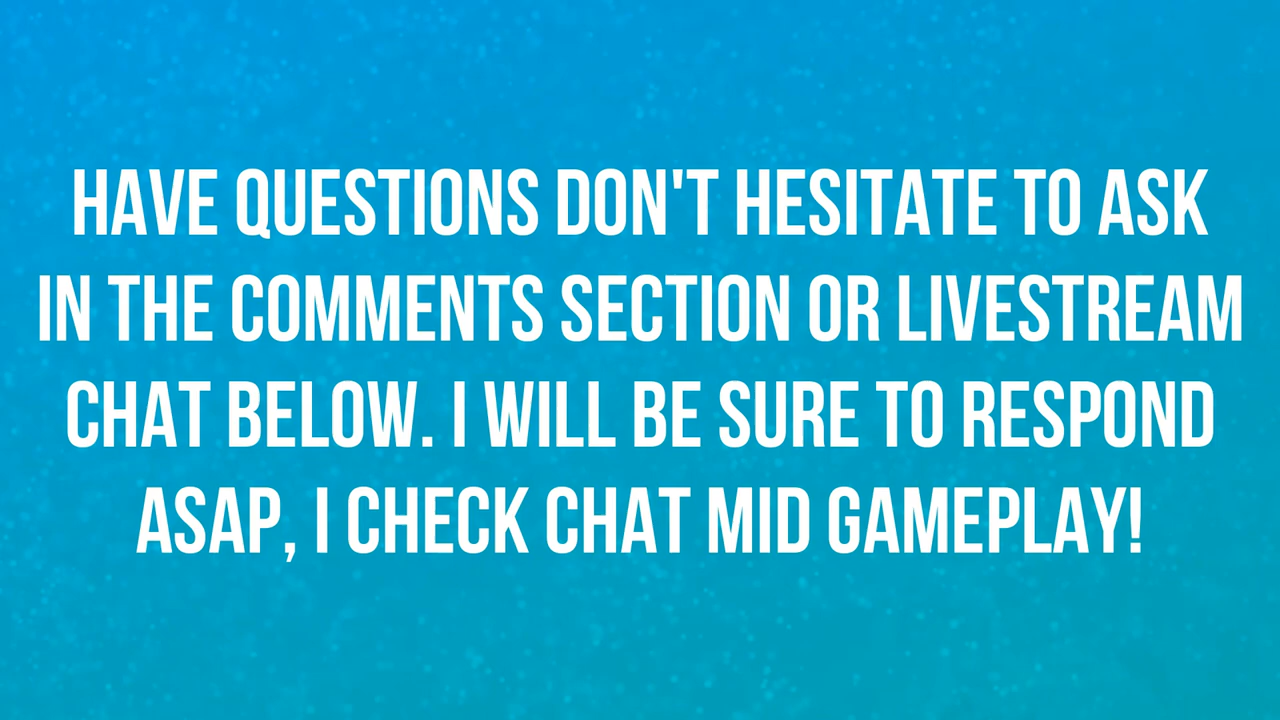 HAVE QUESTIONS DON'T HESITATE TO ASK
IN THE COMMENTS SECTION OR LIVESTREAM
CHAT BELOW. I WILL BE SURE TO RESPOND
ASAP, I CHECK CHAT MID GAMEPLAY!